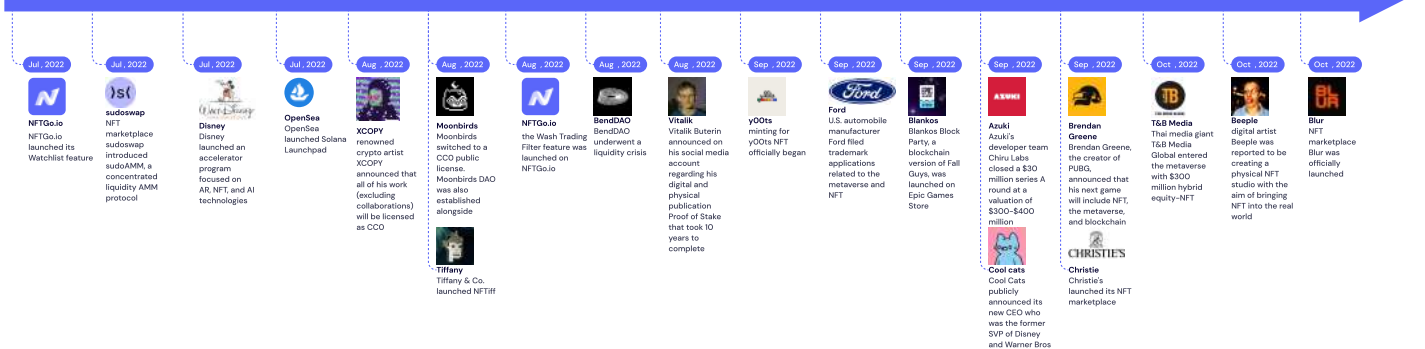 Jul , 2022
NFTGo.io
NFTGo.io
launched its
Watchlist feature
Jul , 2022
)s(
sudoswap
NFT
marketplace
sudoswap
introduced
sudoAMM, a
concentrated
liquidity AMM
protocol
Jul , 2022
Disney
Disney
launched an
accelerator
program
focused on
AR, NFT, and AI
technologies
Jul , 2022
OpenSea
OpenSea
launched Solana
Launchpad
Aug , 2022
XCOPY
renowned
crypto artist
XCOPY
announced that
all of his work
(excluding
collaborations)
will be licensed
as CC0
Aug , 2022
Moonbirds
switched to a
CC0 public
license.
Moonbirds DAO
was also
established
alongside
Tiffany
Tiffany & Co.
launched NFTiff
Aug , 2022
NFTGo.io
the Wash Trading
Filter feature was
launched on
NFTGo.io
Aug , 2022
BendDAO
BendDAO
underwent a
liquidity crisis
Aug , 2022
Vitalik
Vitalik Buterin
announced on
his social media
account
regarding his
digital and
physical
publication
Proof of Stake
that took 10
years to
complete
Sep , 2022
y00ts
minting for
y00ts NFT
officially began
Sep , 2022
Ford
Ford
U.S. automobile
manufacturer
Ford filed
trademark
applications
related to the
metaverse and
NFT
Sep , 2022
Blankos
Blankos Block
Party, a
blockchain
version of Fall
Guys, was
launched on
Epic Games
Store
Sep , 2022
AZUKI
Azuki
Azuki's
developer team
Chiru Labs
closed a $30
million series A
round at a
valuation of
$300-$400
million
Cool cats
Cool Cats
publicly
announced its
new CEO who
was the former
SVP of Disney
and Warner Bros
Sep , 2022
Brendan
Greene
Brendan Greene,
the creator of
PUBG,
announced that
his next game
will include NFT,
the metaverse,
and blockchain
CHRISTIE'S
Christie
Christie's
launched its NFT
marketplace
Oct , 2022
TB
T&B Media
Thai media giant
T&B Media
Global entered
the metaverse
with $300
million hybrid
equity-NFT
Oct , 2022
Beeple
digital artist
Beeple was
reported to be
creating a
physical NFT
studio with the
aim of bringing
NFT into the real
world
Oct , 2022
BL
UR
Blur
NFT
marketplace
Blur was
officially
launched